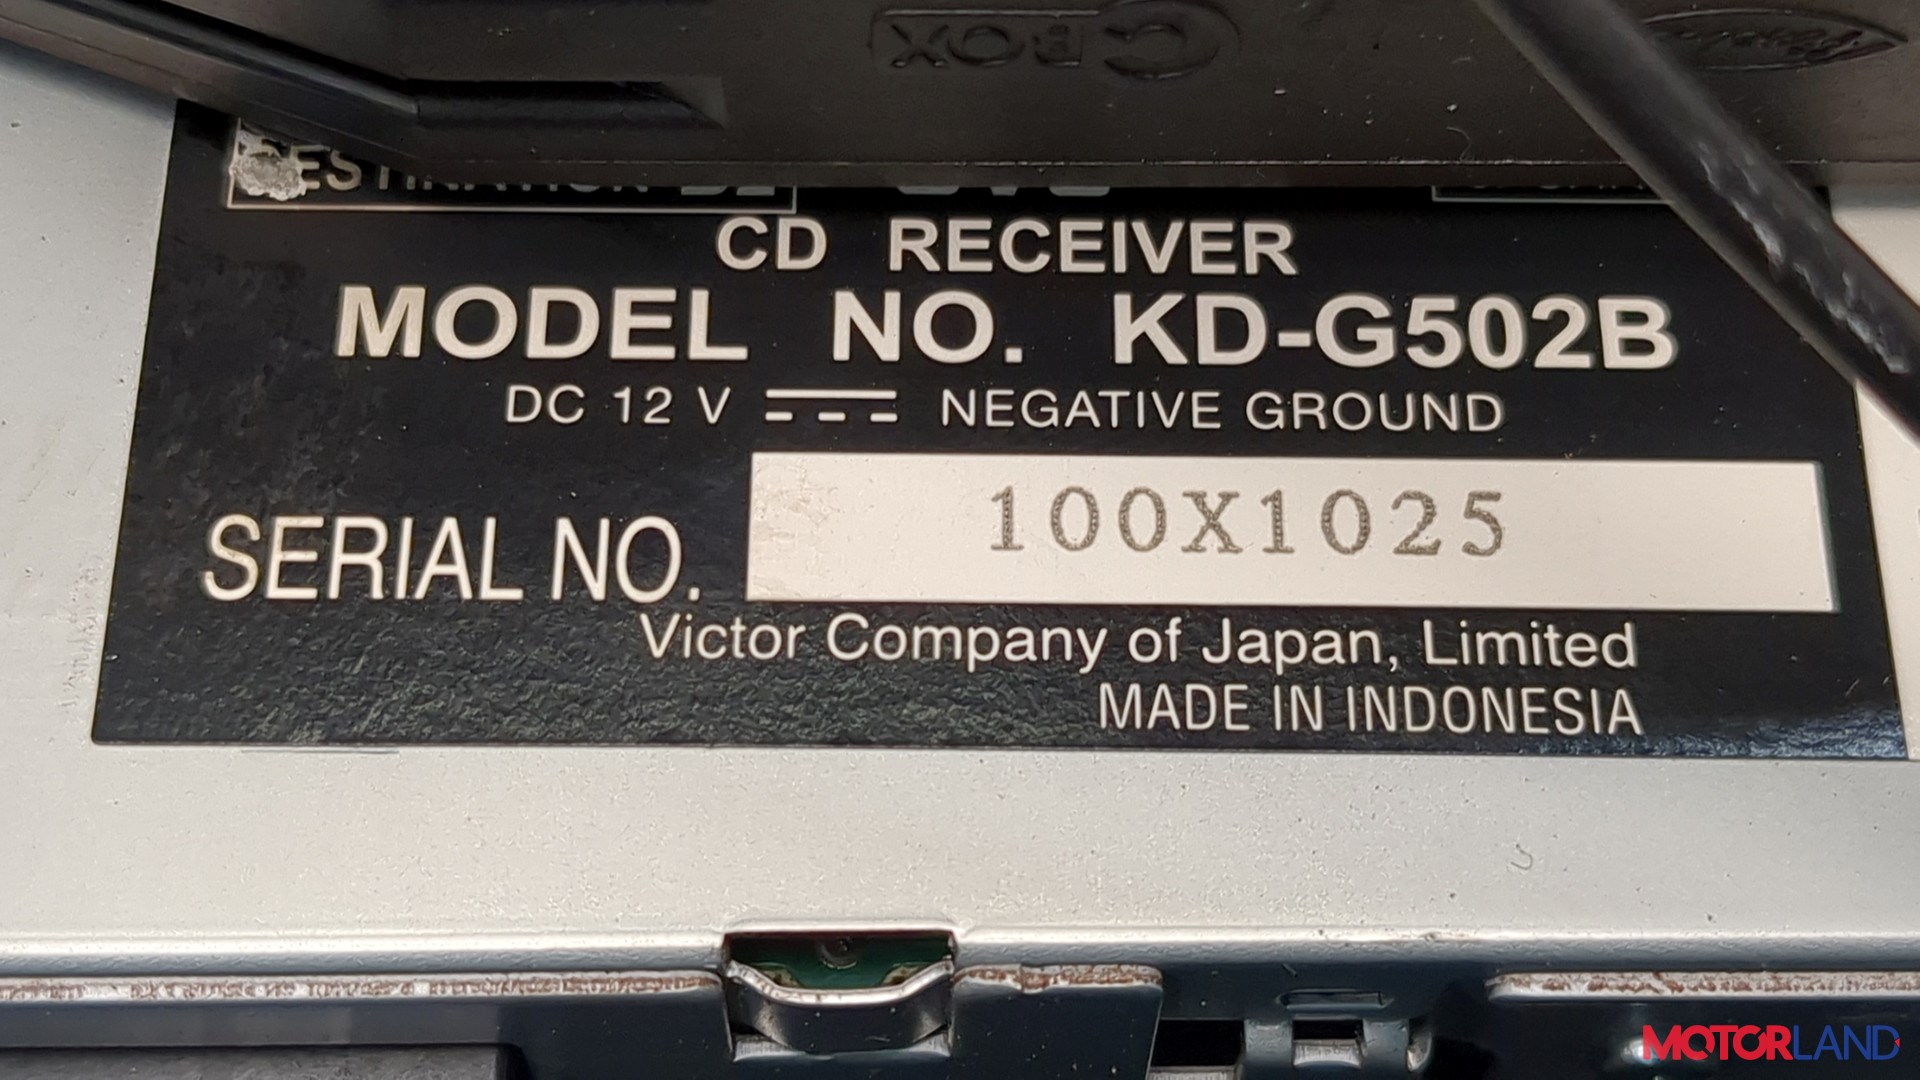 C BOX
CD RECEIVER
MODEL NO. KD-G502B
DC 12 V NEGATIVE GROUND
SERIAL NO. 100X1025
Victor Company of Japan, Limited
MADE IN INDONESIA
MOTORLAND